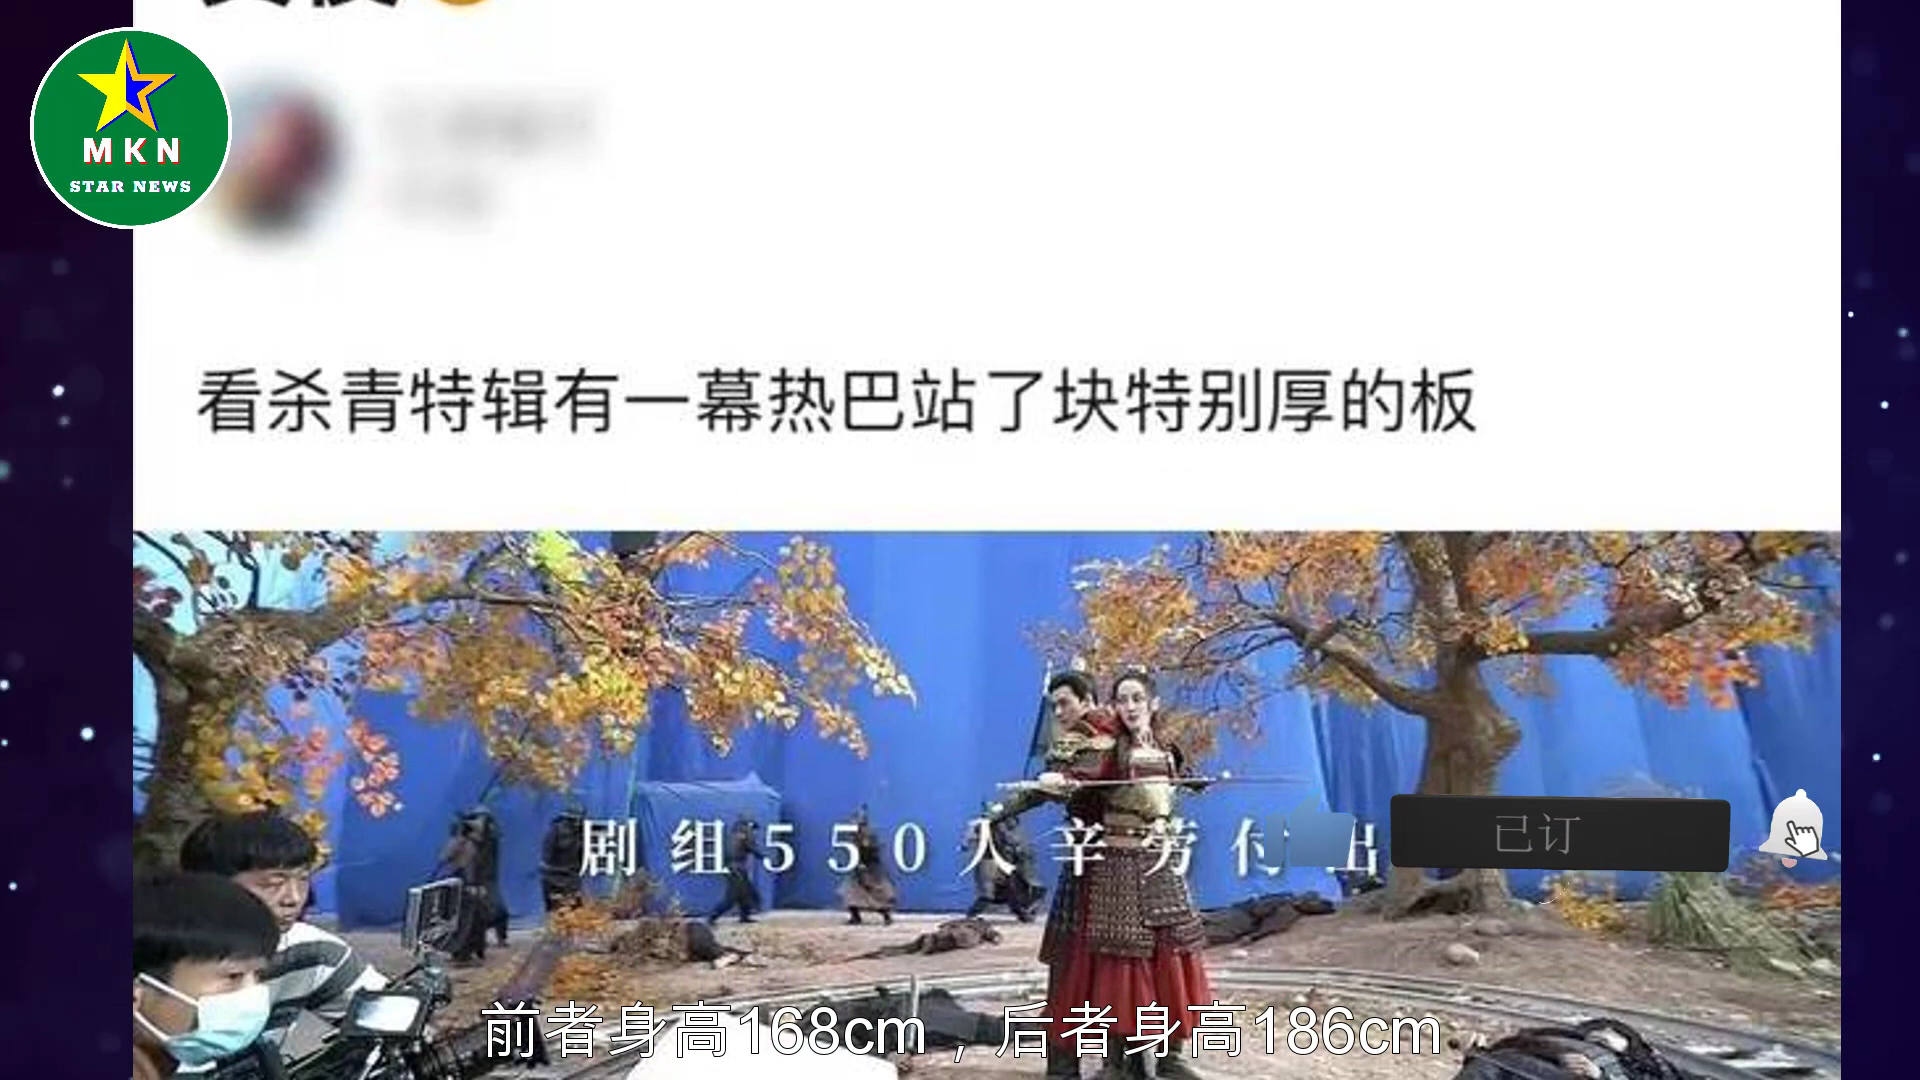 MKN
STAR NEWS
看杀青特辑有一幕热巴站了块特别厚的板
剧组550人辛劳付出
已订
前者身高168cm，后者身高186cm